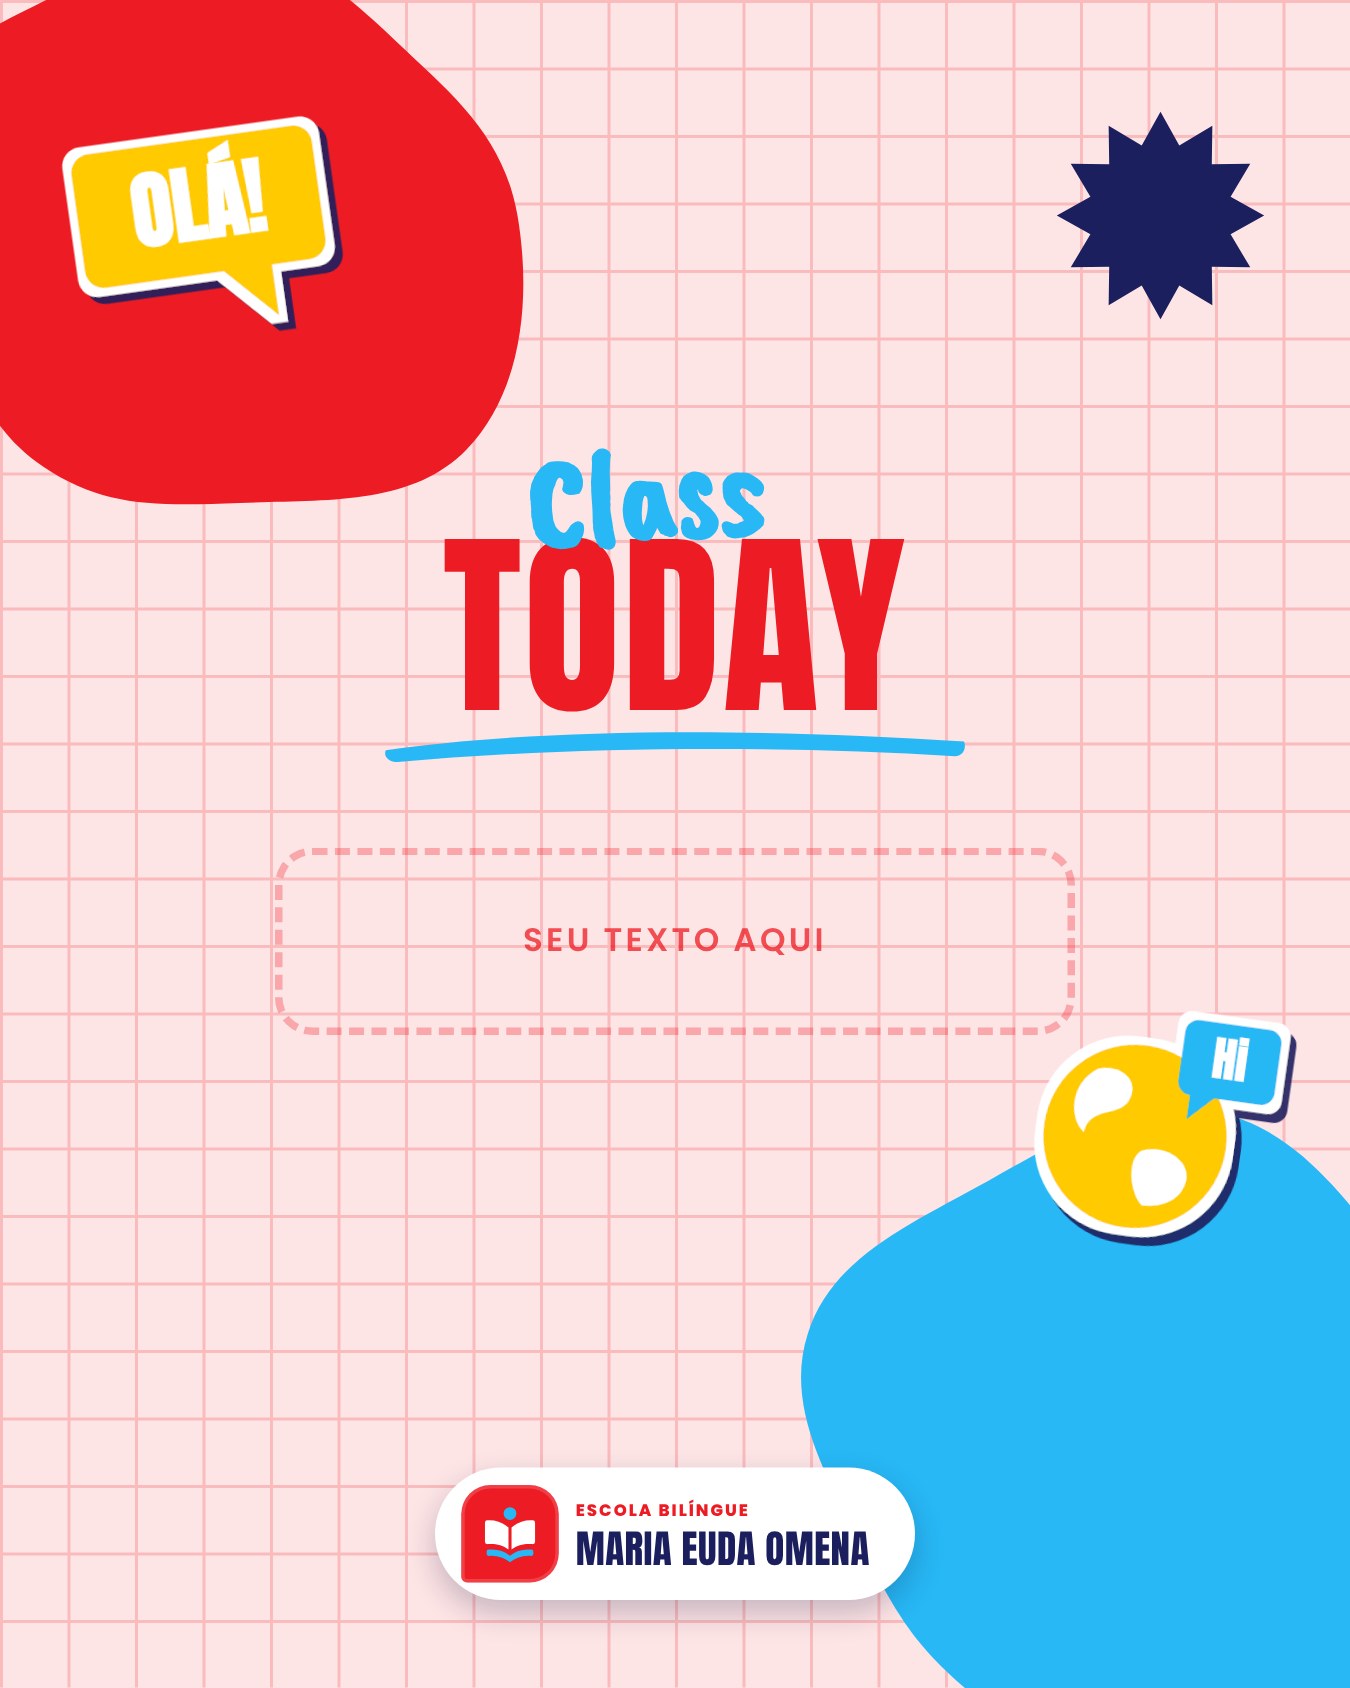 OLÁ!
Class
TODAY
SEU TEXTO AQUI
Hi
ESCOLA BILÍNGUE
MARIA EUDA OMENA